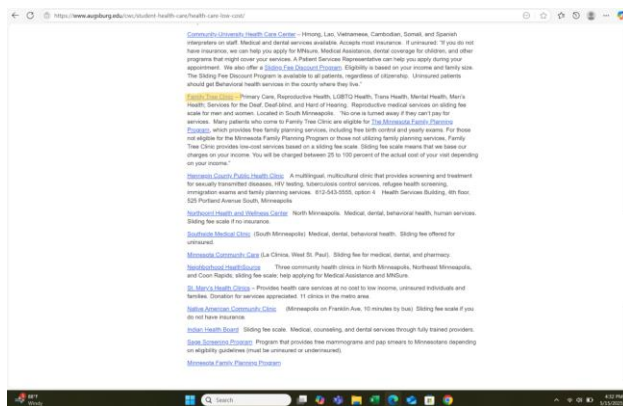 https://www.augsburg.edu/cwc/student-health-care/health-care-low-cost/
Community-University Health Care Center – Hmong, Lao, Vietnamese, Cambodian, Somali, and Spanish
interpreters on staff. Medical and dental services available. Accepts most insurance. If uninsured: "If you do not
have insurance, we can help you apply for MNsure, Medical Assistance, dental coverage for children, and other
programs that might cover your services. A Patient Services Representative can help you apply during your
appointment. We also offer a Sliding Fee Discount Program. Eligibility is based on your income and family size.
The Sliding Fee Discount Program is available to all patients, regardless of citizenship. Uninsured patients
should get Behavioral health services in the county where they live."
Family Tree Clinic – Primary Care, Reproductive Health, LGBTQ Health, Trans Health, Mental Health, Men's
Health, Services for the Deaf, Deaf-blind, and Hard of Hearing. Reproductive medical services on sliding fee
scale for men and women. Located in South Minneapolis. "No one is turned away if they can't pay for
services. Many patients who come to Family Tree Clinic are eligible for The Minnesota Family Planning
Program, which provides free family planning services, including free birth control and yearly exams. For those
not eligible for the Minnesota Family Planning Program or those not utilizing family planning services, Family
Tree Clinic provides low-cost services based on a sliding fee scale. Sliding fee scale means that we base our
charges on your income. You will be charged between 25 to 100 percent of the actual cost of your visit depending
on your income."
Hennepin County Public Health Clinic A multilingual, multicultural clinic that provides screening and treatment
for sexually transmitted diseases, HIV testing, tuberculosis control services, refugee health screening,
immigration exams and family planning services. 612-543-5555, option 4 Health Services Building, 4th floor,
525 Portland Avenue South, Minneapolis
Northpoint Health and Wellness Center North Minneapolis. Medical, dental, behavioral health, human services.
Sliding fee scale if no insurance.
Southside Medical Clinic (South Minneapolis) Medical, dental, behavioral health. Sliding fee offered for
uninsured.
Minnesota Community Care (La Clinica, West St. Paul). Sliding fee for medical, dental, and pharmacy.
Neighborhood HealthSource Three community health clinics in North Minneapolis, Northeast Minneapolis,
and Coon Rapids; sliding fee scale; help applying for Medical Assistance and MNSure.
St. Mary's Health Clinics – Provides health care services at no cost to low income, uninsured individuals and
families. Donation for services appreciated. 11 clinics in the metro area.
Native American Community Clinic (Minneapolis on Franklin Ave, 10 minutes by bus) Sliding fee scale if you
do not have insurance.
Indian Health Board Sliding fee scale. Medical, counseling, and dental services through fully trained providers.
Sage Screening Program. Program that provides free mammograms and pap smears to Minnesotans depending
on eligibility guidelines (must be uninsured or underinsured).
Minnesota Family Planning Program
Windy
Search
4:32 PM